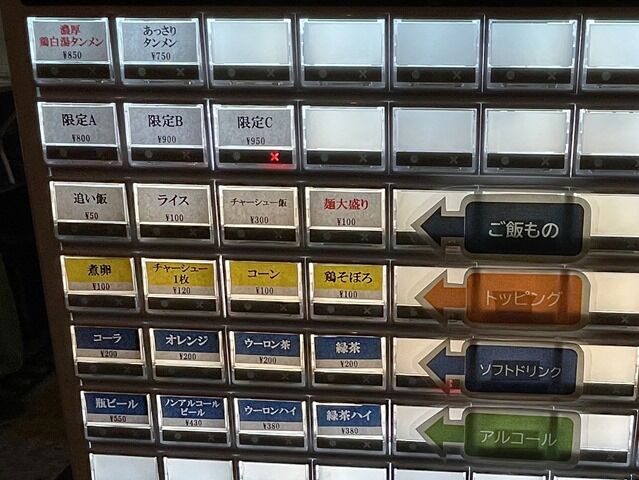 濃厚
鶏白湯タンメン
¥850
あっさり
タンメン
¥750
限定A
¥800
限定B
¥900
限定C
¥950
追い飯
¥50
ライス
¥100
チャーシュー飯
¥300
麺大盛り
¥100
ご飯もの
煮卵
¥100
チャーシュー
1枚
¥120
コーン
¥100
鶏そぼろ
¥100
トッピング
コーラ
¥200
オレンジ
¥200
ウーロン茶
¥200
緑茶
¥200
ソフトドリンク
瓶ビール
¥550
ノンアルコール
ビール
¥430
ウーロンハイ
¥380
緑茶ハイ
¥380
アルコール